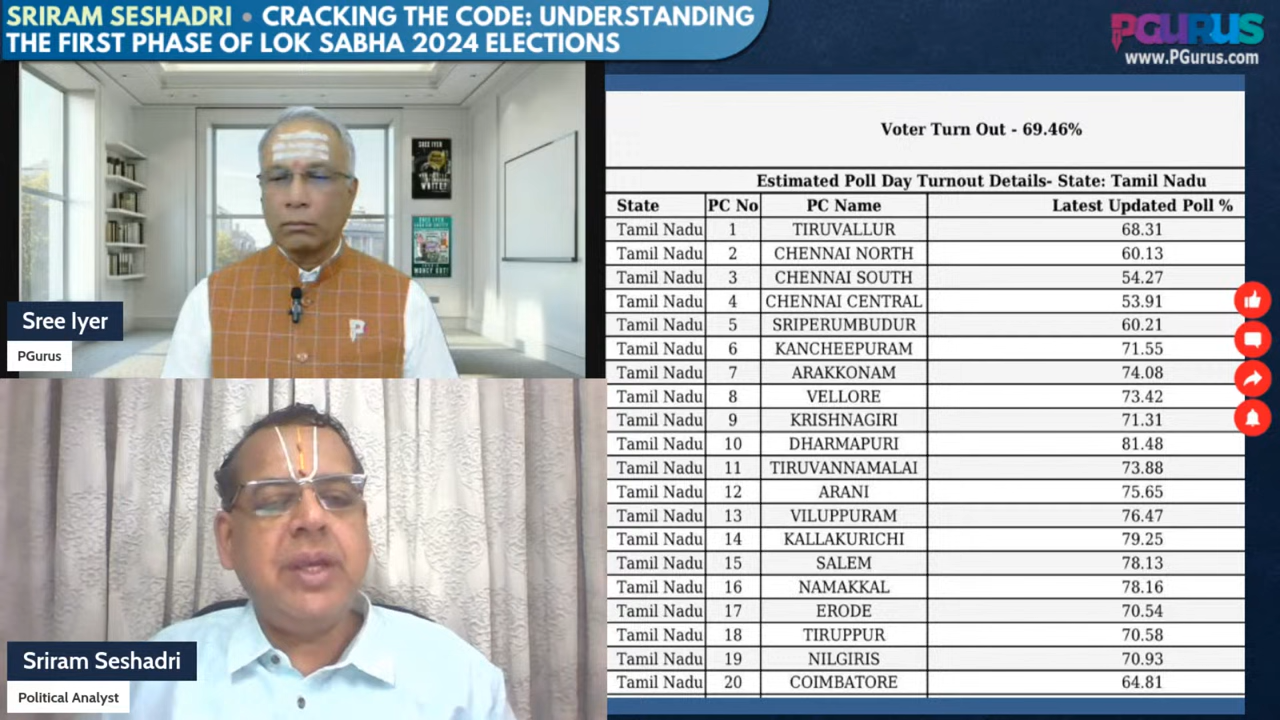 SRIRAM SESHADRI • CRACKING THE CODE: UNDERSTANDING
THE FIRST PHASE OF LOK SABHA 2024 ELECTIONS
PGURUS
www.PGurus.com
SREE IYER
WRITE?
SREE IYER
MONEY OUT!
Sree Iyer
PGurus
Sriram Seshadri
Political Analyst
Voter Turn Out - 69.46%
Estimated Poll Day Turnout Details- State: Tamil Nadu
State PC No PC Name Latest Updated Poll %
Tamil Nadu 1 TIRUVALLUR 68.31
Tamil Nadu 2 CHENNAI NORTH 60.13
Tamil Nadu 3 CHENNAI SOUTH 54.27
Tamil Nadu 4 CHENNAI CENTRAL 53.91
Tamil Nadu 5 SRIPERUMBUDUR 60.21
Tamil Nadu 6 KANCHEEPURAM 71.55
Tamil Nadu 7 ARAKKONAM 74.08
Tamil Nadu 8 VELLORE 73.42
Tamil Nadu 9 KRISHNAGIRI 71.31
Tamil Nadu 10 DHARMAPURI 81.48
Tamil Nadu 11 TIRUVANNAMALAI 73.88
Tamil Nadu 12 ARANI 75.65
Tamil Nadu 13 VILUPPURAM 76.47
Tamil Nadu 14 KALLAKURICHI 79.25
Tamil Nadu 15 SALEM 78.13
Tamil Nadu 16 NAMAKKAL 78.16
Tamil Nadu 17 ERODE 70.54
Tamil Nadu 18 TIRUPPUR 70.58
Tamil Nadu 19 NILGIRIS 70.93
Tamil Nadu 20 COIMBATORE 64.81